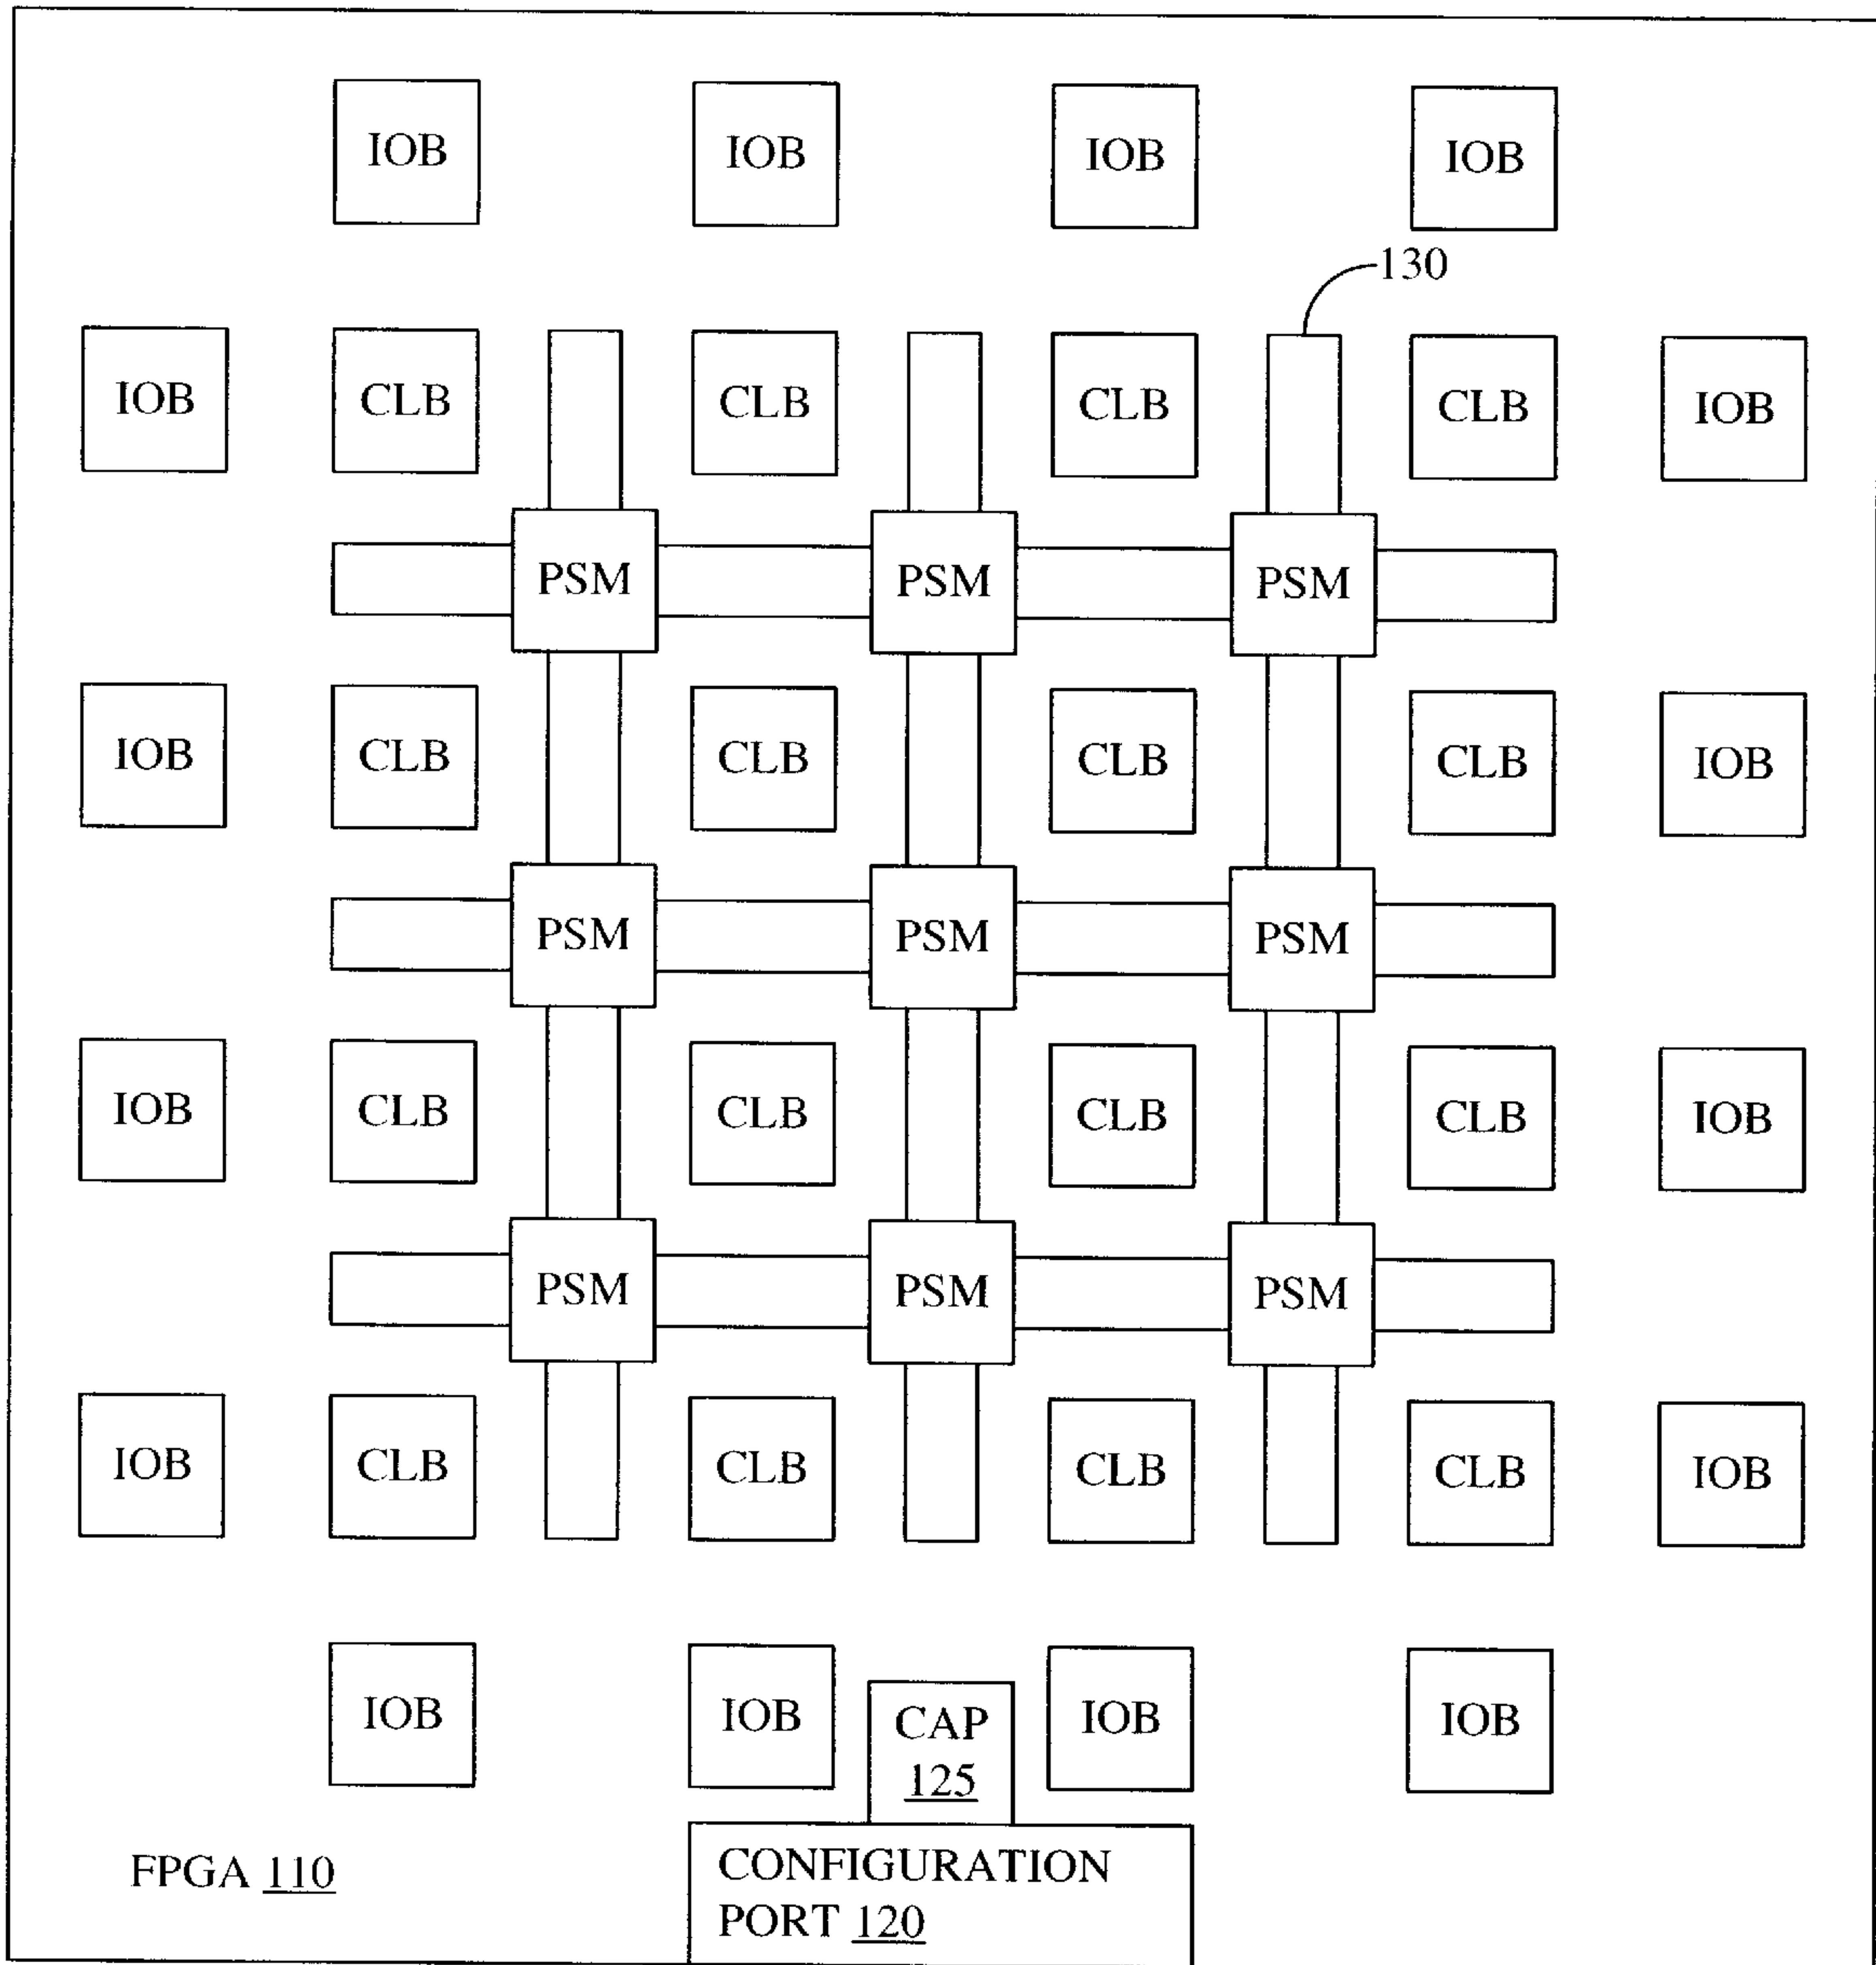 IOB IOB IOB IOB
130
IOB CLB CLB CLB CLB IOB
PSM PSM PSM
IOB CLB CLB CLB CLB IOB
PSM PSM PSM
IOB CLB CLB CLB CLB IOB
PSM PSM PSM
IOB CLB CLB CLB CLB IOB
IOB IOB CAP IOB IOB
125
FPGA 110
CONFIGURATION
PORT 120